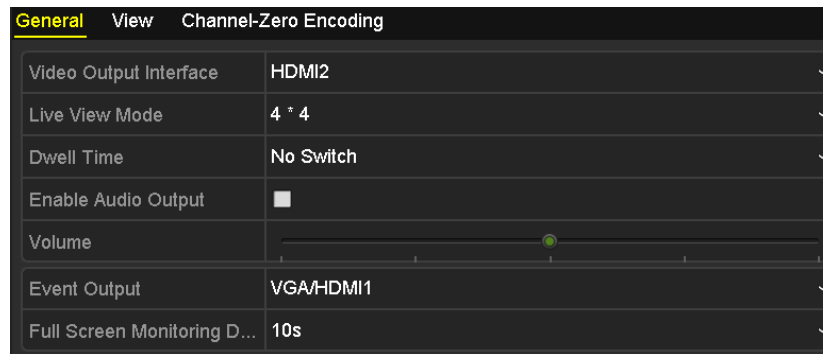 General View Channel-Zero Encoding
Video Output Interface HDMI2
Live View Mode 4 * 4
Dwell Time No Switch
Enable Audio Output
Volume
Event Output VGA/HDMI1
Full Screen Monitoring D... 10s